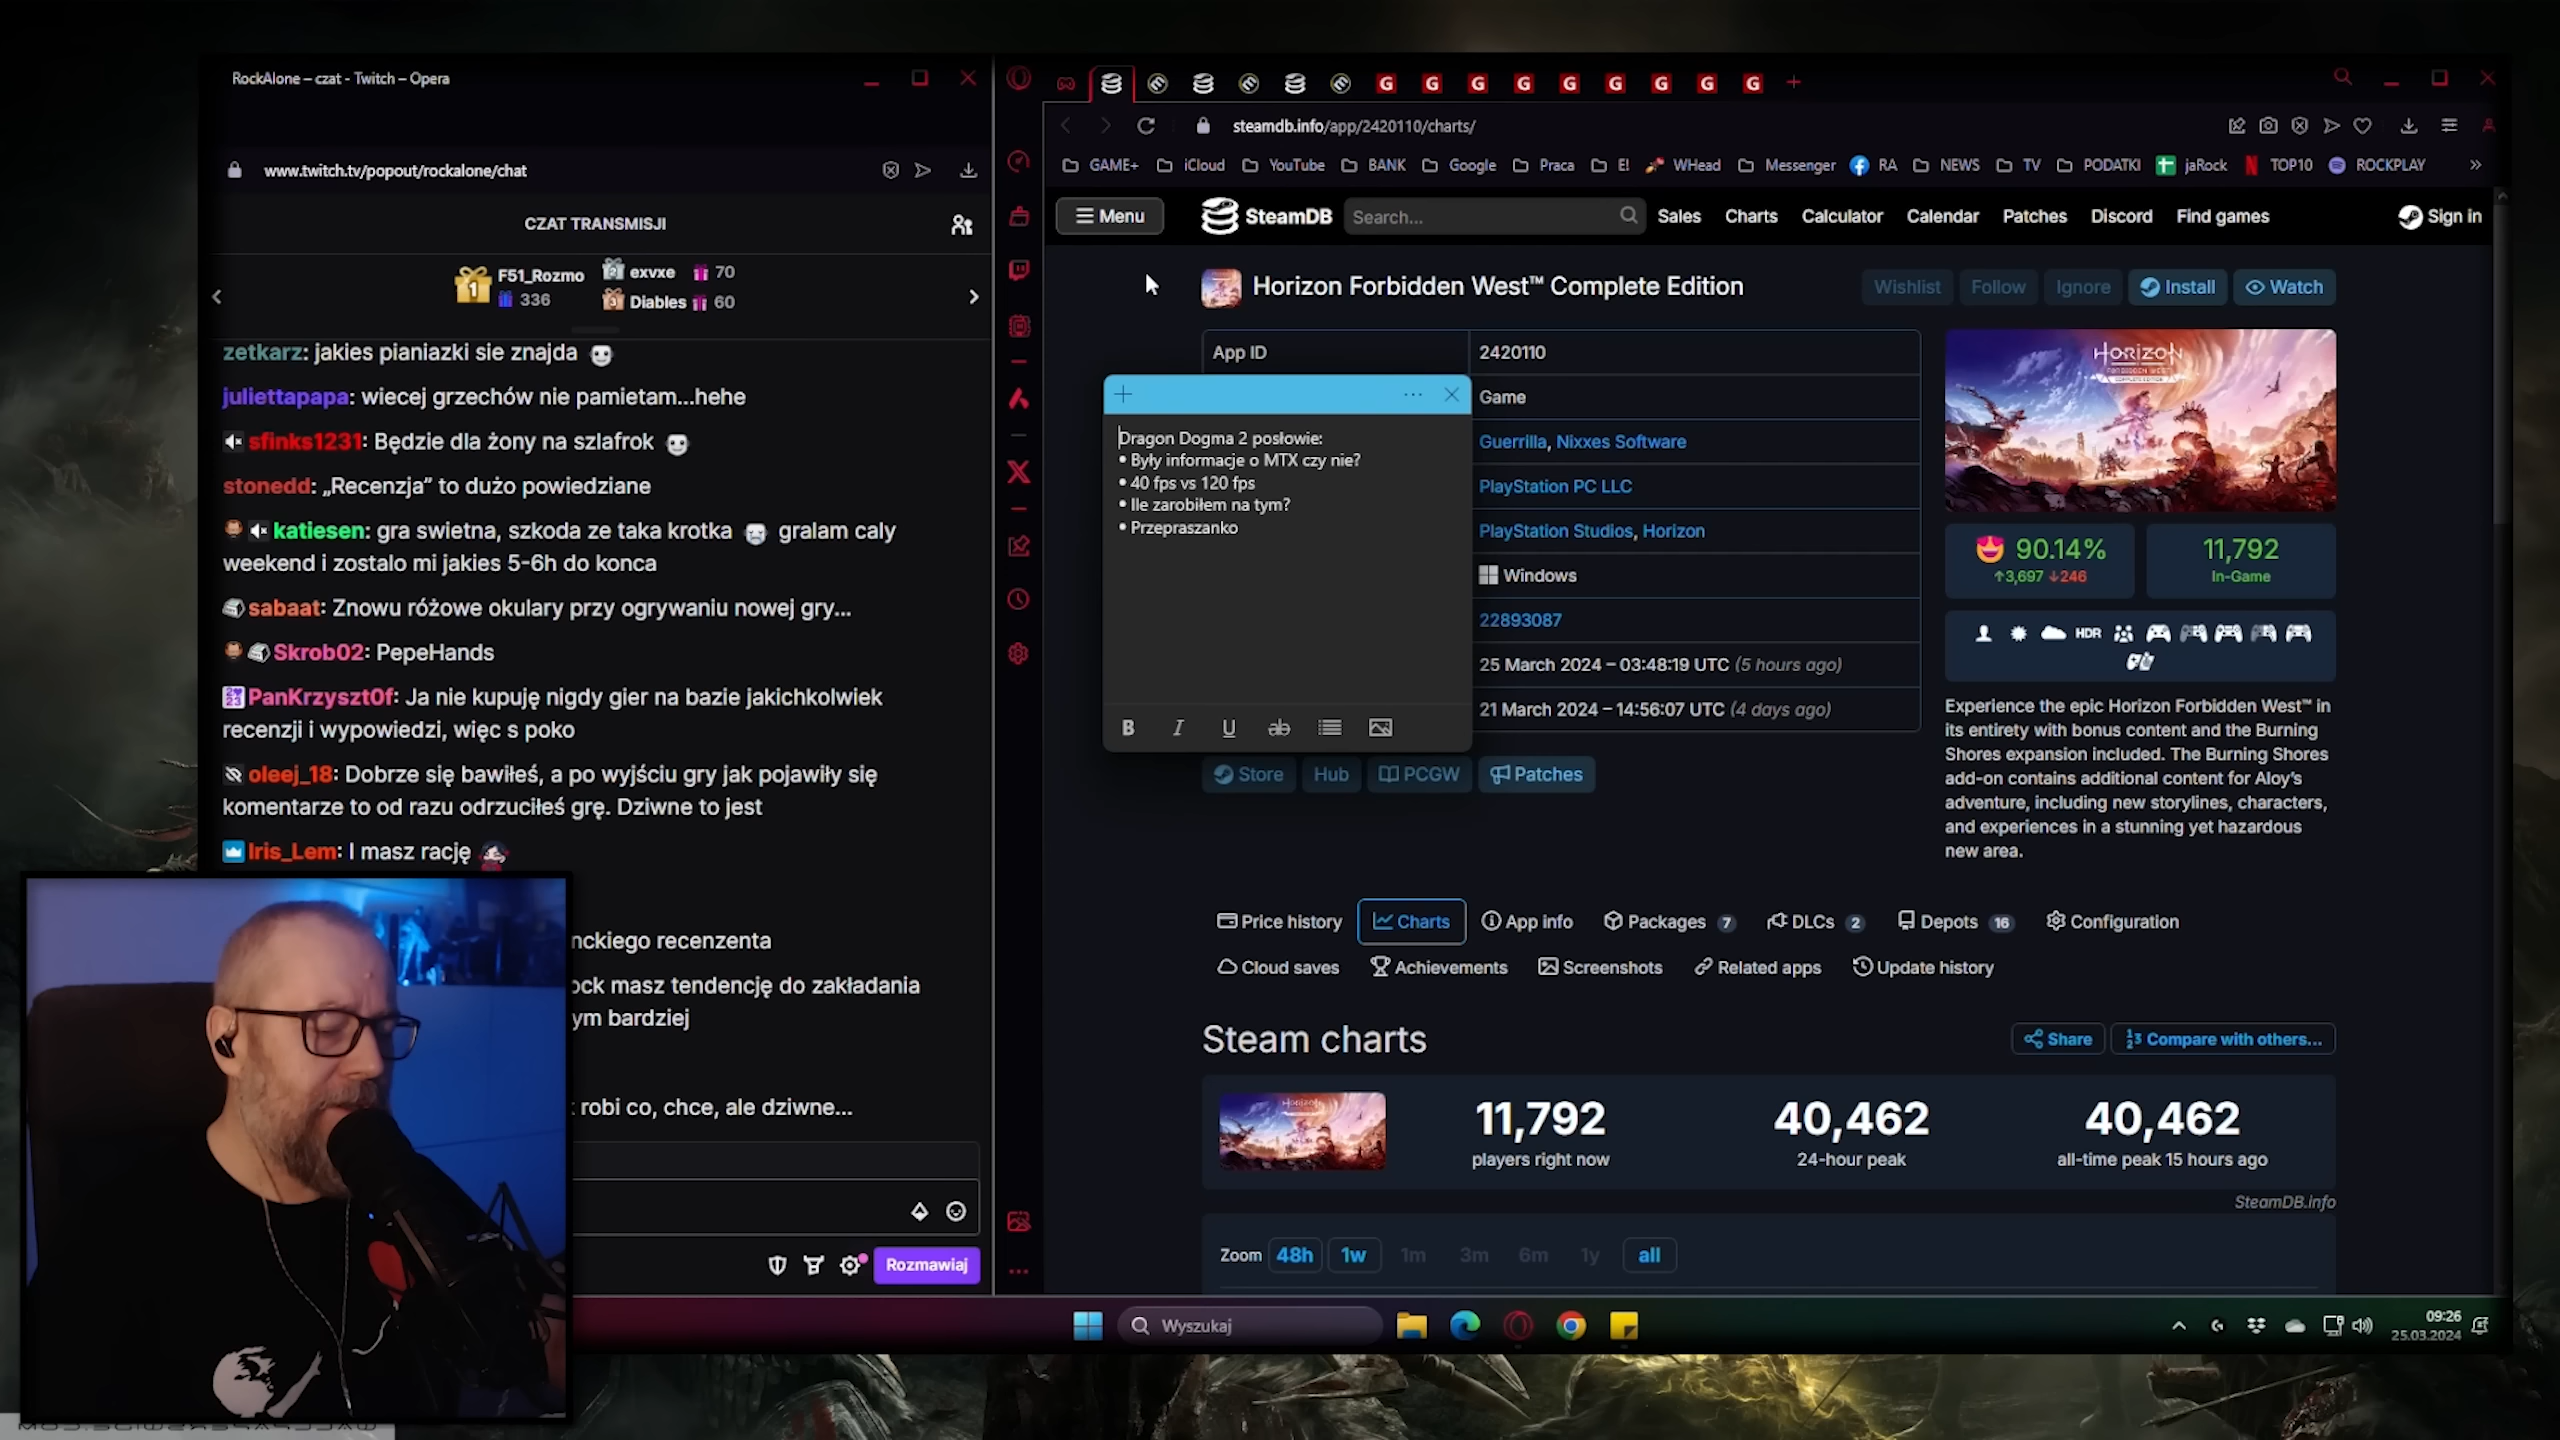 RockAlone – czat - Twitch – Opera
www.twitch.tv/popout/rockalone/chat
CZAT TRANSMISJI
1 F51_Rozmo 336
2 exvxe 70
3 Diables 60
zetkarz: jakies pianiazki sie znajda
juliettapapa: wiecej grzechów nie pamietam...hehe
sfinks1231: Będzie dla żony na szlafrok
stonedd: „Recenzja” to dużo powiedziane
katiesen: gra swietna, szkoda ze taka krotka gralam caly
weekend i zostalo mi jakies 5-6h do konca
sabaat: Znowu różowe okulary przy ogrywaniu nowej gry...
Skrob02: PepeHands
PanKrzyszt0f: Ja nie kupuję nigdy gier na bazie jakichkolwiek
recenzji i wypowiedzi, więc s poko
oleej_18: Dobrze się bawiłeś, a po wyjściu gry jak pojawiły się
komentarze to od razu odrzuciłeś grę. Dziwne to jest
Iris_Lem: I masz rację
nckiego recenzenta
ock masz tendencję do zakładania
ym bardziej
robi co, chce, ale dziwne...
Rozmawiaj
steamdb.info/app/2420110/charts/
GAME+ iCloud YouTube BANK Google Praca E! WHead Messenger RA NEWS TV PODATKI jaRock TOP10 ROCKPLAY »
Menu SteamDB Search... Sales Charts Calculator Calendar Patches Discord Find games Sign in
Horizon Forbidden West™ Complete Edition
Wishlist Follow Ignore Install Watch
App ID 2420110
Game
Guerrilla, Nixxes Software
PlayStation PC LLC
PlayStation Studios, Horizon
Windows
22893087
25 March 2024 – 03:48:19 UTC (5 hours ago)
21 March 2024 – 14:56:07 UTC (4 days ago)
Dragon Dogma 2 posłowie:
• Były informacje o MTX czy nie?
• 40 fps vs 120 fps
• Ile zarobiłem na tym?
• Przepraszanko
B I U ab
Store Hub PCGW Patches
HORIZON
FORBIDDEN WEST
COMPLETE EDITION
90.14%
↑3,697 ↓246
11,792
In-Game
HDR
Experience the epic Horizon Forbidden West™ in
its entirety with bonus content and the Burning
Shores expansion included. The Burning Shores
add-on contains additional content for Aloy's
adventure, including new storylines, characters,
and experiences in a stunning yet hazardous
new area.
Price history Charts App info Packages 7 DLCs 2 Depots 16 Configuration
Cloud saves Achievements Screenshots Related apps Update history
Steam charts
Share Compare with others...
11,792
players right now
40,462
24-hour peak
40,462
all-time peak 15 hours ago
SteamDB.info
Zoom 48h 1w 1m 3m 6m 1y all
Wyszukaj
09:26
25.03.2024